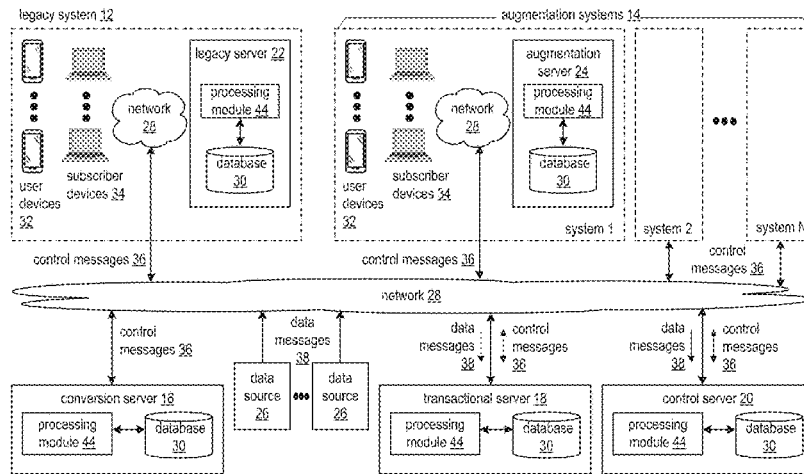 legacy system 12
augmentation systems 14
legacy server 22
processing module 44
network 28
database 30
user devices 32
subscriber devices 34
augmentation server 24
processing module 44
network 28
database 30
user devices 32
subscriber devices 34
system 1
system 2
system N
control messages 36
control messages 36
control messages 36
network 28
control messages 36
data messages 38
data messages 38
control messages 36
data messages 38
control messages 36
conversion server 16
processing module 44
database 30
data source 26
data source 26
transactional server 18
processing module 44
database 30
control server 20
processing module 44
database 30